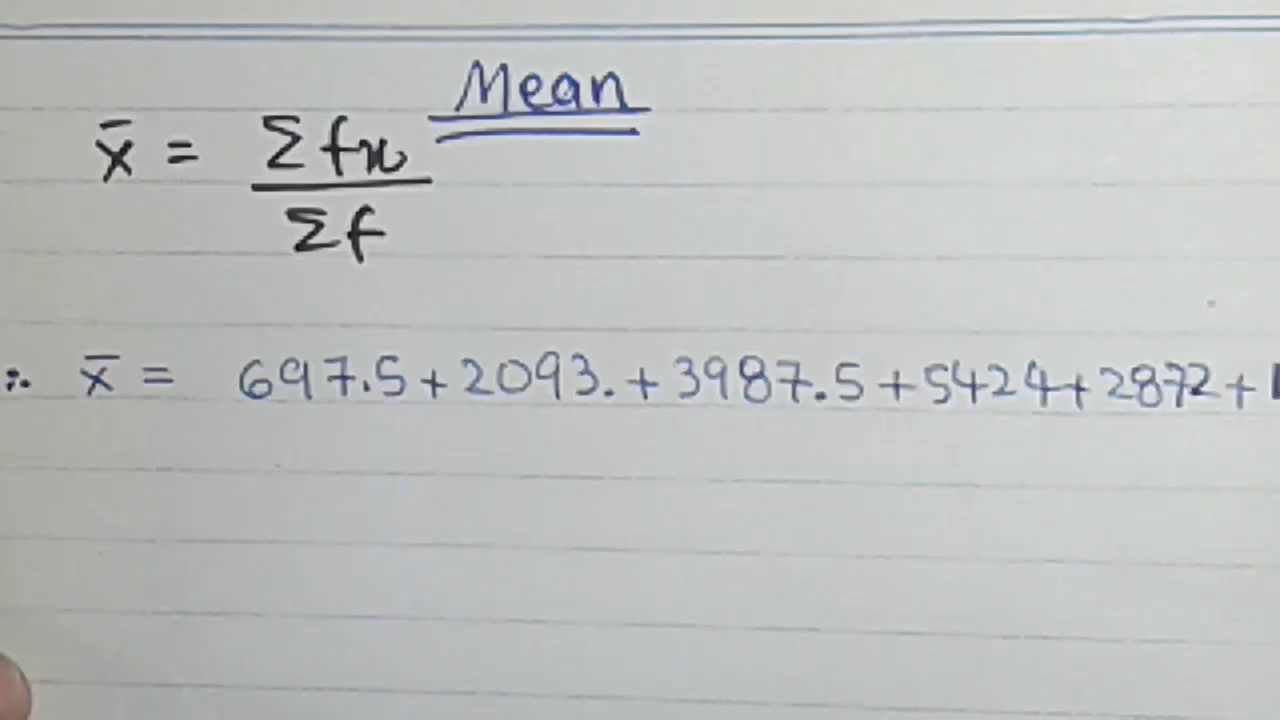 Mean
x̄ = Σfx
Σf
∴ x̄ = 697.5+2093.+3987.5+5424+2872+